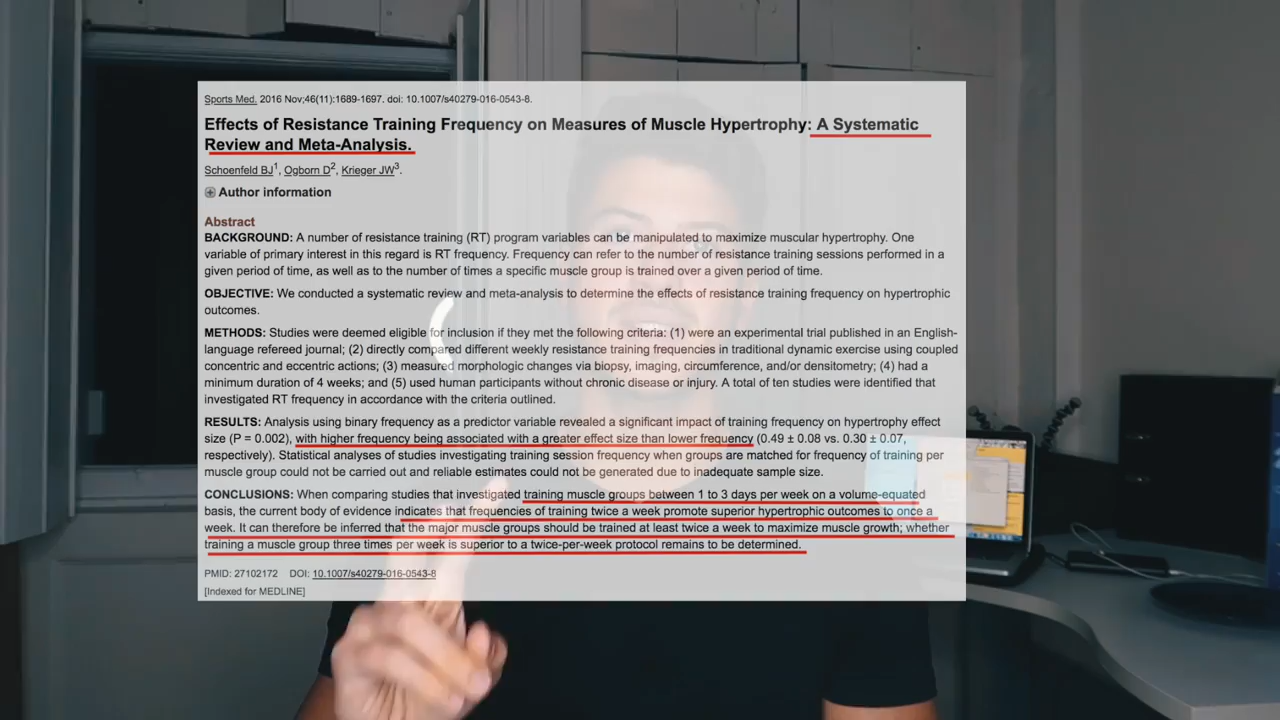 Sports Med. 2016 Nov;46(11):1689-1697. doi: 10.1007/s40279-016-0543-8.
Effects of Resistance Training Frequency on Measures of Muscle Hypertrophy: A Systematic
Review and Meta-Analysis.
Schoenfeld BJ1, Ogborn D2, Krieger JW3.
Author information
Abstract
BACKGROUND: A number of resistance training (RT) program variables can be manipulated to maximize muscular hypertrophy. One
variable of primary interest in this regard is RT frequency. Frequency can refer to the number of resistance training sessions performed in a
given period of time, as well as to the number of times a specific muscle group is trained over a given period of time.
OBJECTIVE: We conducted a systematic review and meta-analysis to determine the effects of resistance training frequency on hypertrophic
outcomes.
METHODS: Studies were deemed eligible for inclusion if they met the following criteria: (1) were an experimental trial published in an English-
language refereed journal; (2) directly compared different weekly resistance training frequencies in traditional dynamic exercise using coupled
concentric and eccentric actions; (3) measured morphologic changes via biopsy, imaging, circumference, and/or densitometry; (4) had a
minimum duration of 4 weeks; and (5) used human participants without chronic disease or injury. A total of ten studies were identified that
investigated RT frequency in accordance with the criteria outlined.
RESULTS: Analysis using binary frequency as a predictor variable revealed a significant impact of training frequency on hypertrophy effect
size (P = 0.002), with higher frequency being associated with a greater effect size than lower frequency (0.49 ± 0.08 vs. 0.30 ± 0.07,
respectively). Statistical analyses of studies investigating training session frequency when groups are matched for frequency of training per
muscle group could not be carried out and reliable estimates could not be generated due to inadequate sample size.
CONCLUSIONS: When comparing studies that investigated training muscle groups between 1 to 3 days per week on a volume-equated
basis, the current body of evidence indicates that frequencies of training twice a week promote superior hypertrophic outcomes to once a
week. It can therefore be inferred that the major muscle groups should be trained at least twice a week to maximize muscle growth; whether
training a muscle group three times per week is superior to a twice-per-week protocol remains to be determined.
PMID: 27102172 DOI: 10.1007/s40279-016-0543-8
[Indexed for MEDLINE]